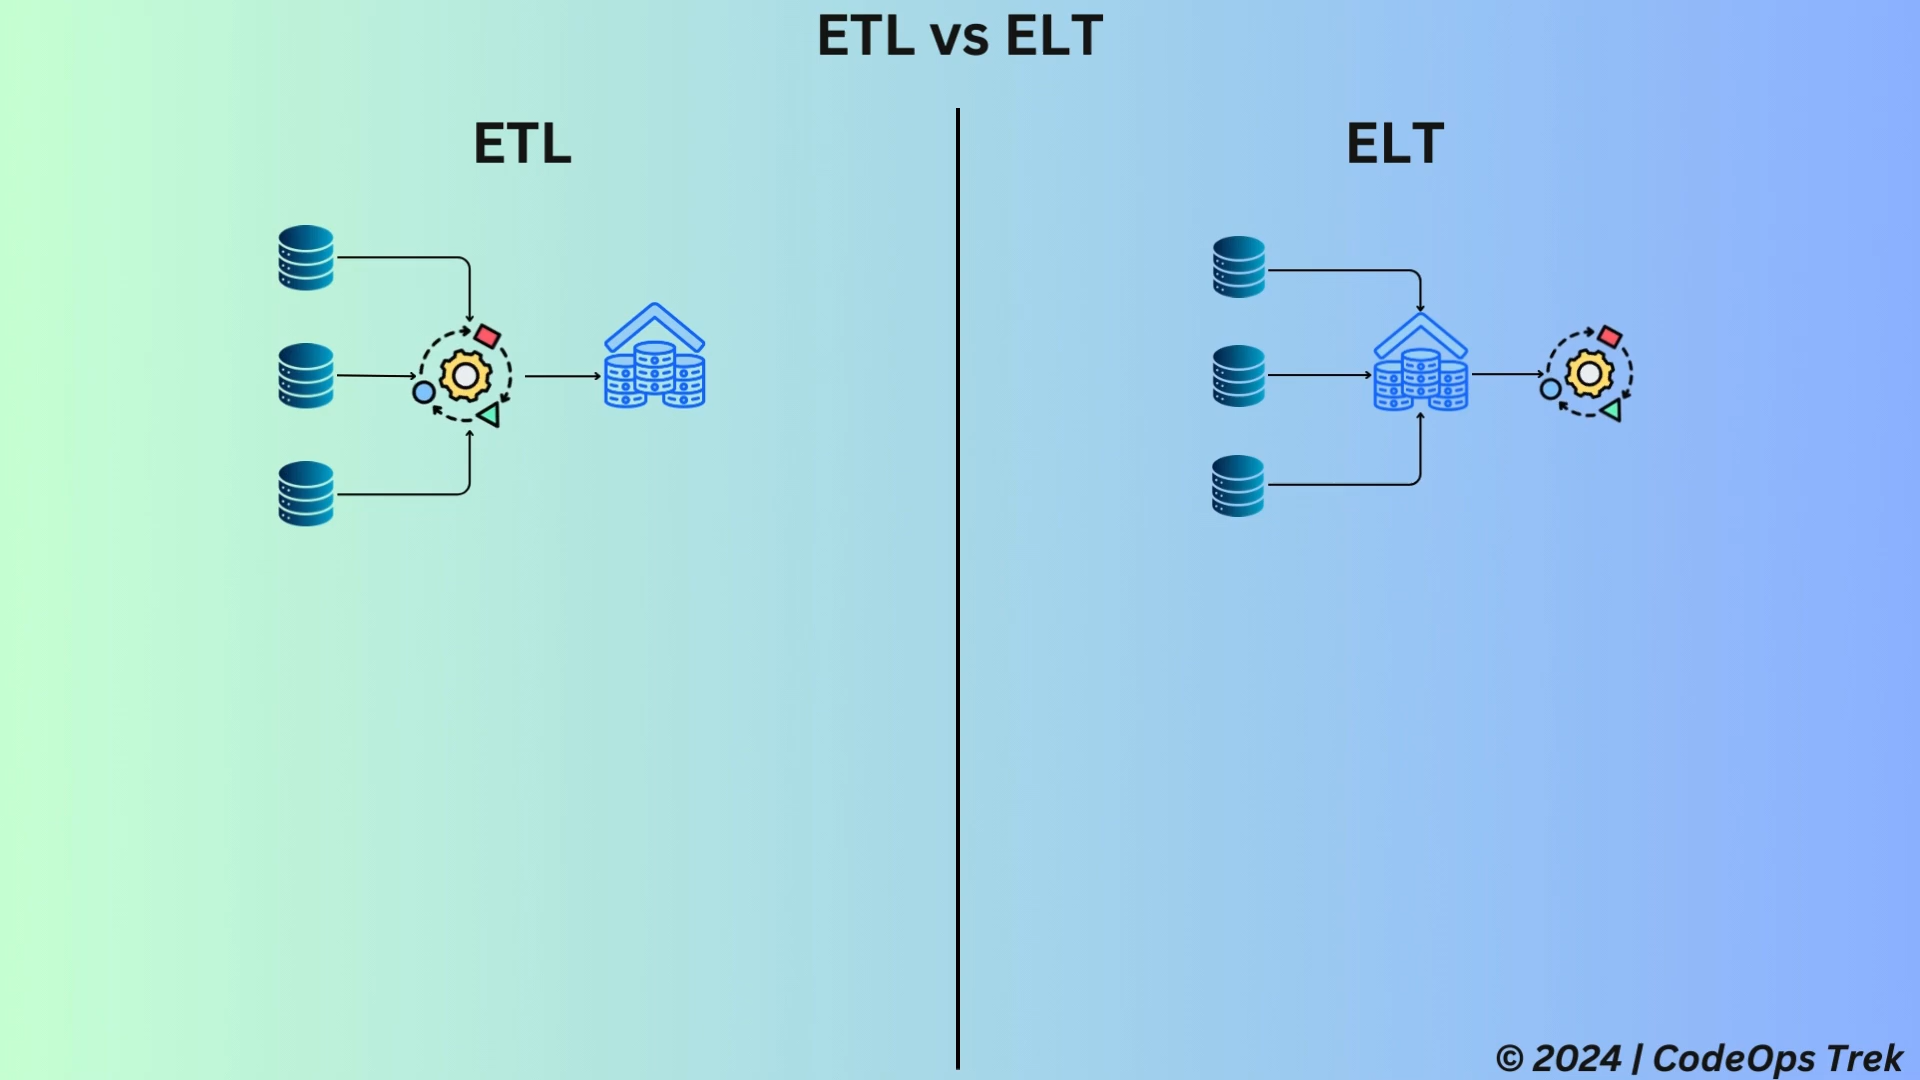 ETL vs ELT
ETL
ELT
© 2024 | CodeOps Trek